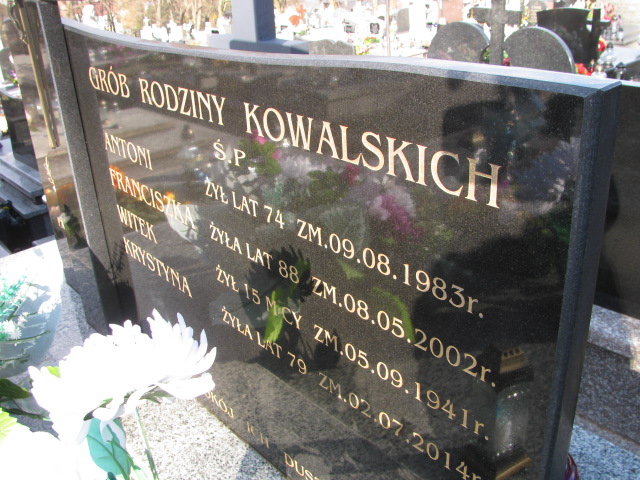 GRÓB RODZINY KOWALSKICH
Ś.P.
ANTONI ŻYŁ LAT 74 ZM.09.08.1983r.
FRANCISZKA ŻYŁA LAT 88 ZM.08.05.2002r.
WITEK ŻYŁ 15 M-CY ZM.05.09.1941r.
KRYSTYNA ŻYŁA LAT 79 ZM.02.07.2014r.
ICH